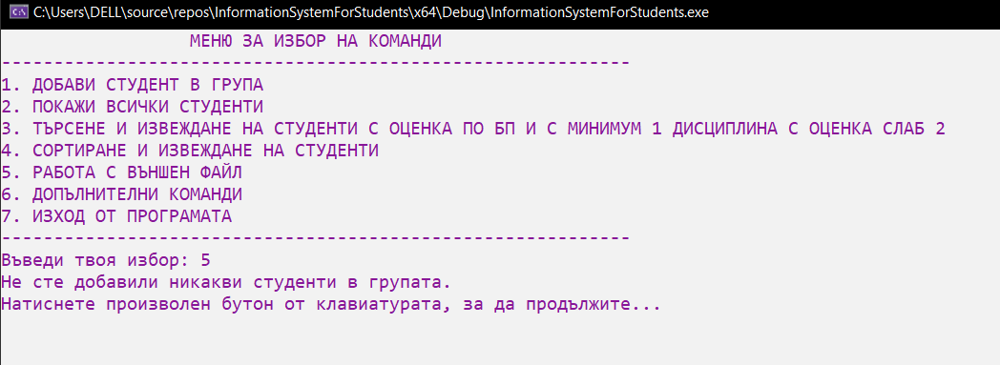 C:\Users\DELL\source\repos\InformationSystemForStudents\x64\Debug\InformationSystemForStudents.exe
МЕНЮ ЗА ИЗБОР НА КОМАНДИ
------------------------------------------------------------
1. ДОБАВИ СТУДЕНТ В ГРУПА
2. ПОКАЖИ ВСИЧКИ СТУДЕНТИ
3. ТЪРСЕНЕ И ИЗВЕЖДАНЕ НА СТУДЕНТИ С ОЦЕНКА ПО БП И С МИНИМУМ 1 ДИСЦИПЛИНА С ОЦЕНКА СЛАБ 2
4. СОРТИРАНЕ И ИЗВЕЖДАНЕ НА СТУДЕНТИ
5. РАБОТА С ВЪНШЕН ФАЙЛ
6. ДОПЪЛНИТЕЛНИ КОМАНДИ
7. ИЗХОД ОТ ПРОГРАМАТА
------------------------------------------------------------
Въведи твоя избор: 5
Не сте добавили никакви студенти в групата.
Натиснете произволен бутон от клавиатурата, за да продължите...